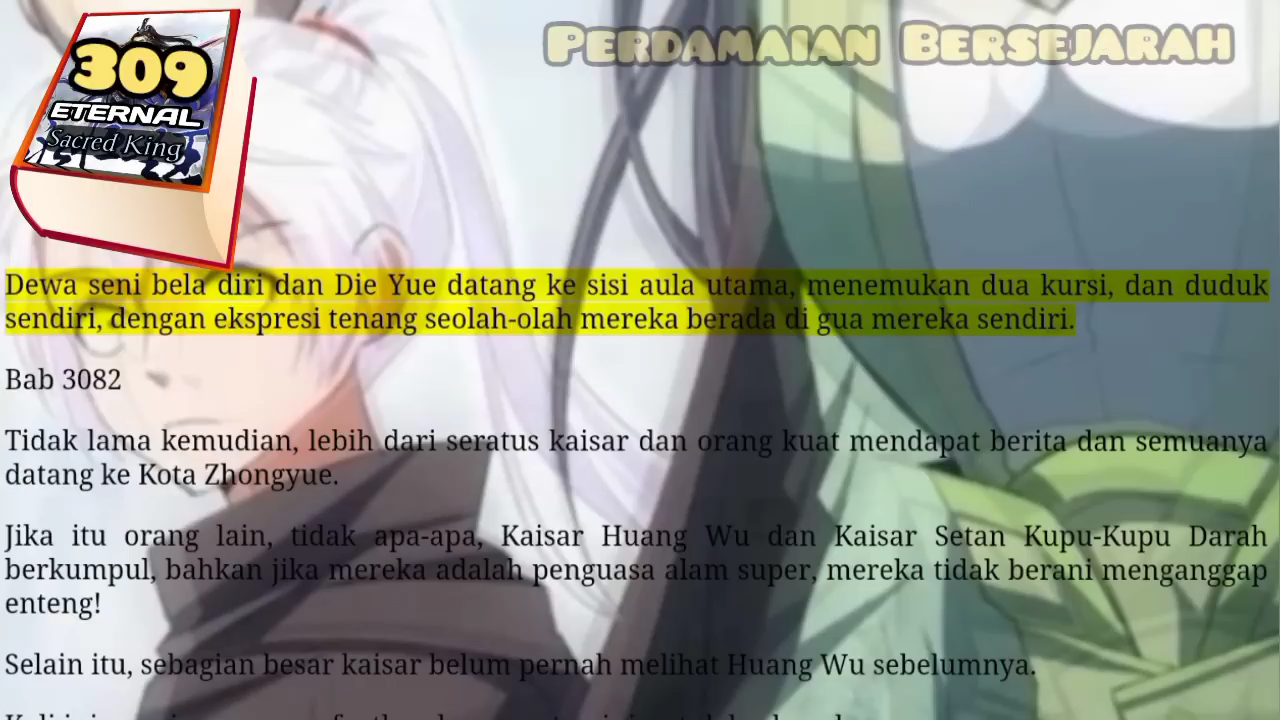 309
ETERNAL
Sacred King
PERDAMAIAN BERSEJARAH
Dewa seni bela diri dan Die Yue datang ke sisi aula utama, menemukan dua kursi, dan duduk
sendiri, dengan ekspresi tenang seolah-olah mereka berada di gua mereka sendiri.
Bab 3082
Tidak lama kemudian, lebih dari seratus kaisar dan orang kuat mendapat berita dan semuanya
datang ke Kota Zhongyue.
Jika itu orang lain, tidak apa-apa, Kaisar Huang Wu dan Kaisar Setan Kupu-Kupu Darah
berkumpul, bahkan jika mereka adalah penguasa alam super, mereka tidak berani menganggap
enteng!
Selain itu, sebagian besar kaisar belum pernah melihat Huang Wu sebelumnya.